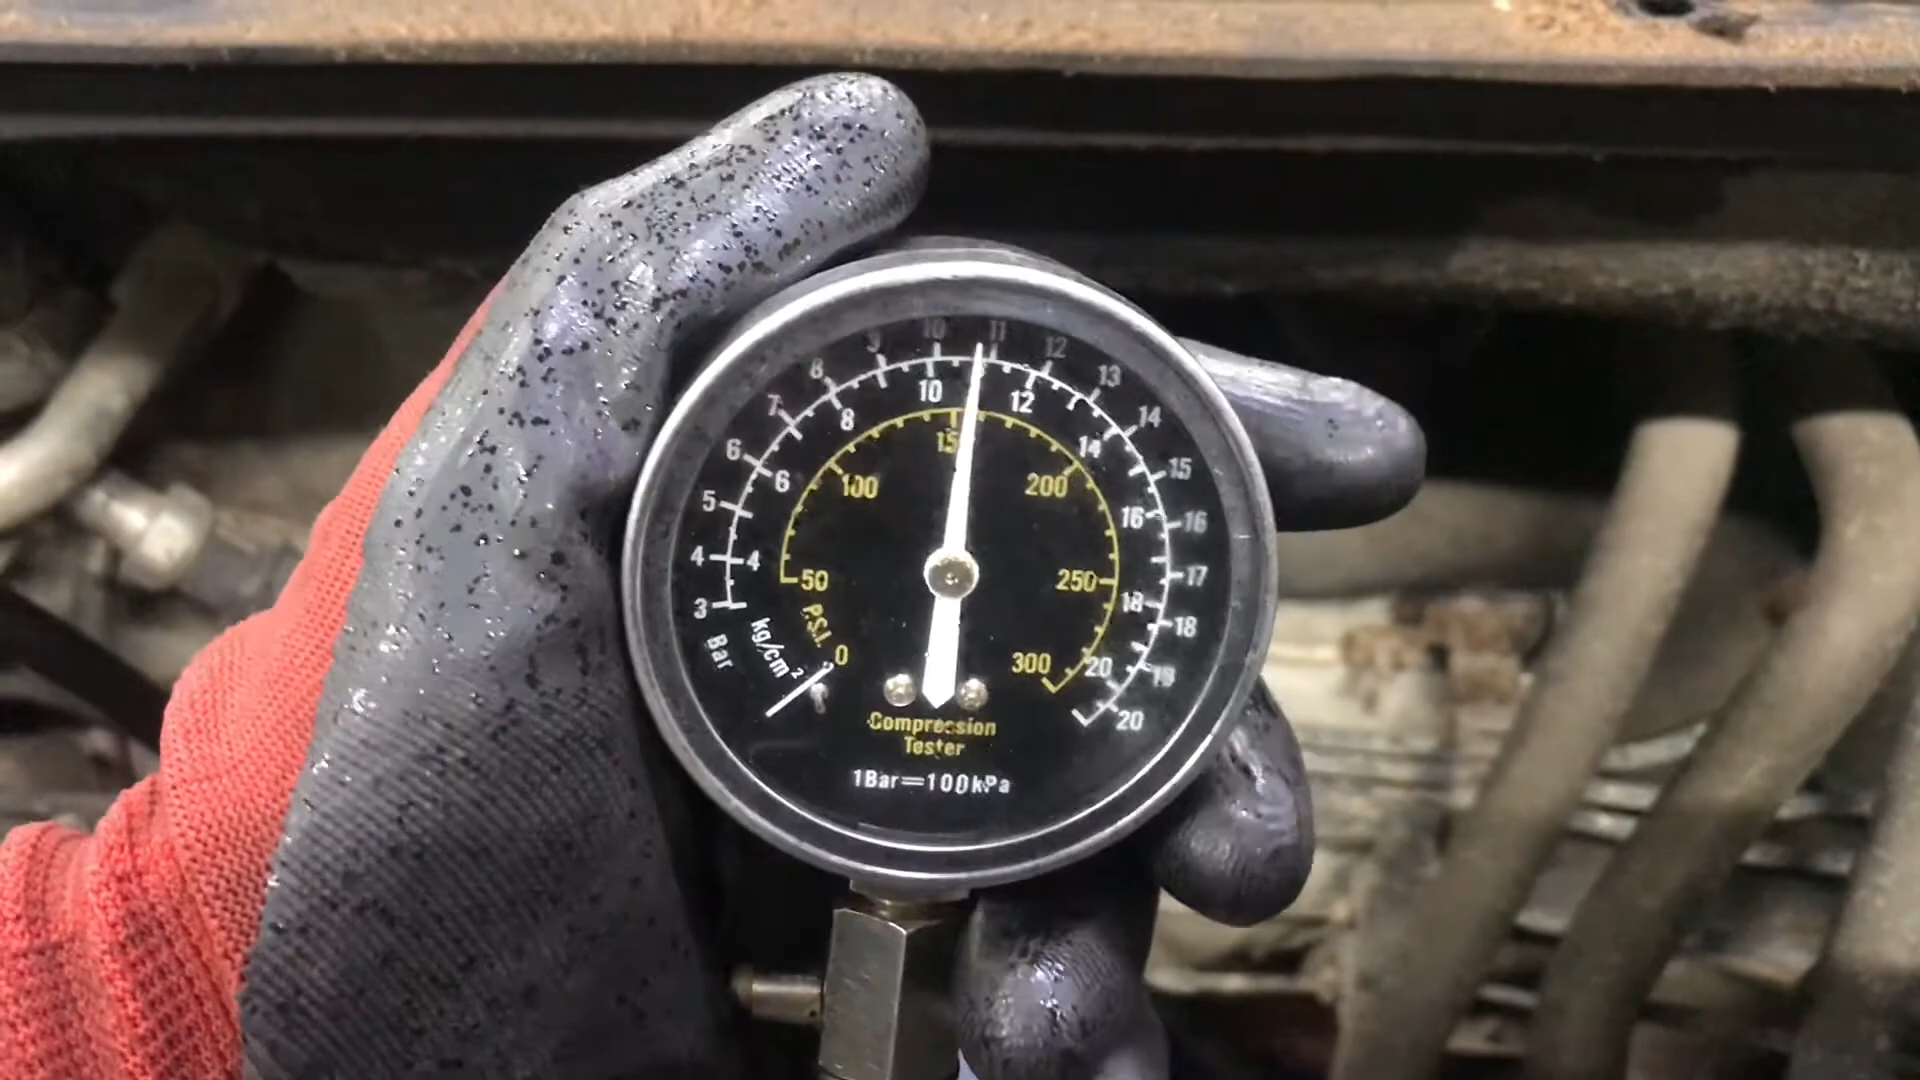 3 4 5 6 7 8 9 10 11 12 13 14 15 16 17 18 19 20
Bar
4 6 8 10 12 14 16 18 20
kg/cm²
0 50 100 15 200 250 300
P.S.I.
Compression
Tester
1Bar=100kPa